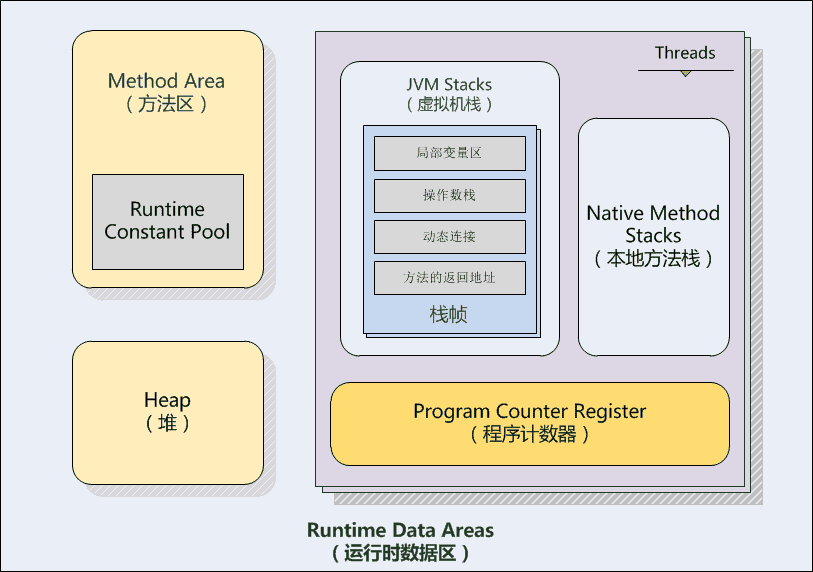 Method Area
（方法区）
Runtime
Constant Pool
Heap
（堆）
Threads
JVM Stacks
（虚拟机栈）
局部变量区
操作数栈
动态连接
方法的返回地址
栈帧
Native Method
Stacks
（本地方法栈）
Program Counter Register
（程序计数器）
Runtime Data Areas
（运行时数据区）